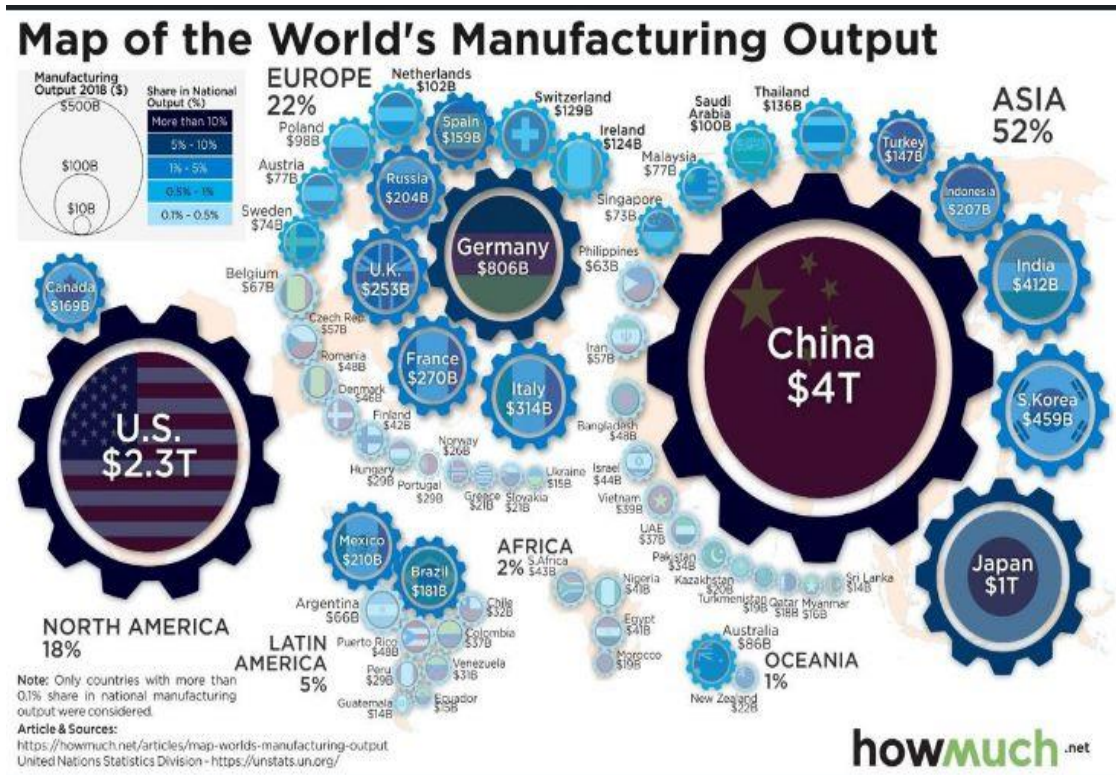 Map of the World's Manufacturing Output
Manufacturing
Output 2018 ($)
$500B
$100B
$10B
Share in National
Output (%)
More than 10%
5% - 10%
1% - 5%
0.5% - 1%
0.1% - 0.5%
EUROPE
22%
Netherlands
$102B
Spain
$159B
Switzerland
$129B
Ireland
$124B
Poland
$98B
Austria
$77B
Sweden
$74B
Russia
$204B
Germany
$806B
U.K.
$253B
Belgium
$67B
Czech Rep.
$57B
Romania
$48B
Denmark
$46B
Finland
$42B
France
$270B
Italy
$314B
Hungary
$29B
Portugal
$29B
Norway
$26B
Greece
$21B
Slovakia
$21B
Ukraine
$15B
ASIA
52%
Saudi
Arabia
$100B
Thailand
$136B
Turkey
$147B
Malaysia
$77B
Indonesia
$207B
Singapore
$73B
Philippines
$63B
India
$412B
China
$4T
Iran
$57B
S.Korea
$459B
Bangladesh
$48B
Israel
$44B
Vietnam
$39B
UAE
$37B
Pakistan
$34B
Kazakhstan
$20B
Turkmenistan
$19B
Qatar
$18B
Myanmar
$16B
Sri Lanka
$14B
Japan
$1T
Canada
$169B
U.S.
$2.3T
NORTH AMERICA
18%
Mexico
$210B
Brazil
$181B
Argentina
$66B
Chile
$32B
Puerto Rico
$48B
Colombia
$37B
LATIN
AMERICA
5%
Peru
$29B
Venezuela
$31B
Guatemala
$14B
Ecuador
$15B
AFRICA
2%
S.Africa
$43B
Nigeria
$41B
Egypt
$41B
Morocco
$19B
Australia
$86B
OCEANIA
1%
New Zealand
$22B
Note: Only countries with more than
0.1% share in national manufacturing
output were considered.
Article & Sources:
https://howmuch.net/articles/map-worlds-manufacturing-output
United Nations Statistics Division - https://unstats.un.org/
howmuch.net